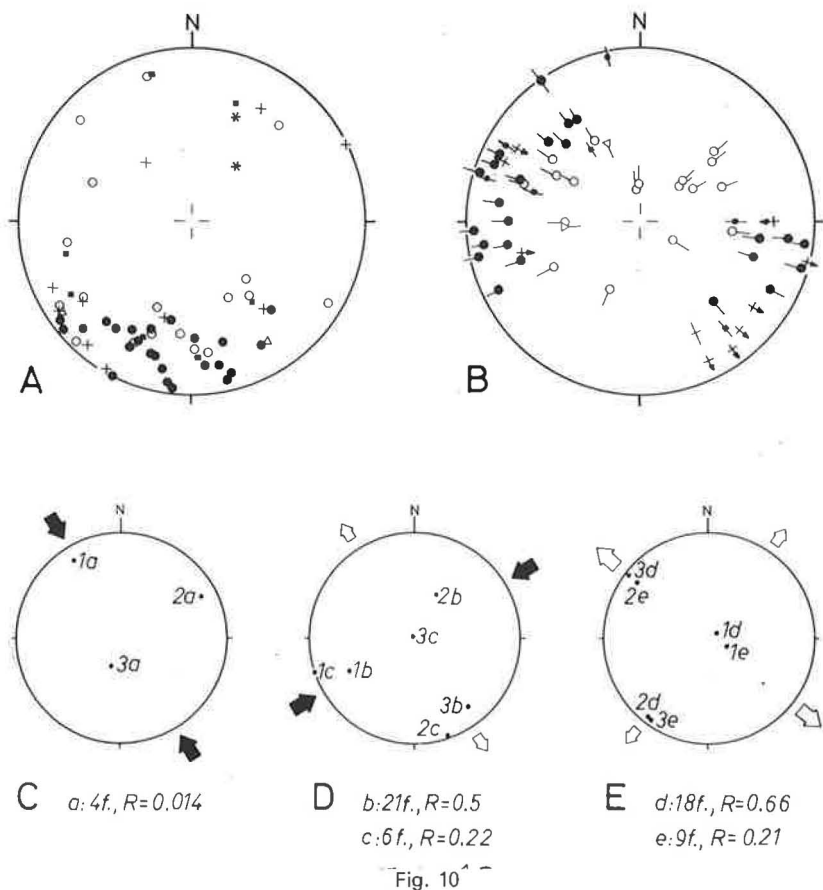 N
N
A
B
N
N
N
1a
2a
3a
2b
3c
1c
1b
3b
2c
3d
2e
1d
1e
2d
3e
C a: 4f., R=0.014
D b: 21f., R=0.5
c: 6f., R=0.22
E d: 18f., R=0.66
e: 9f., R= 0.21
Fig. 10